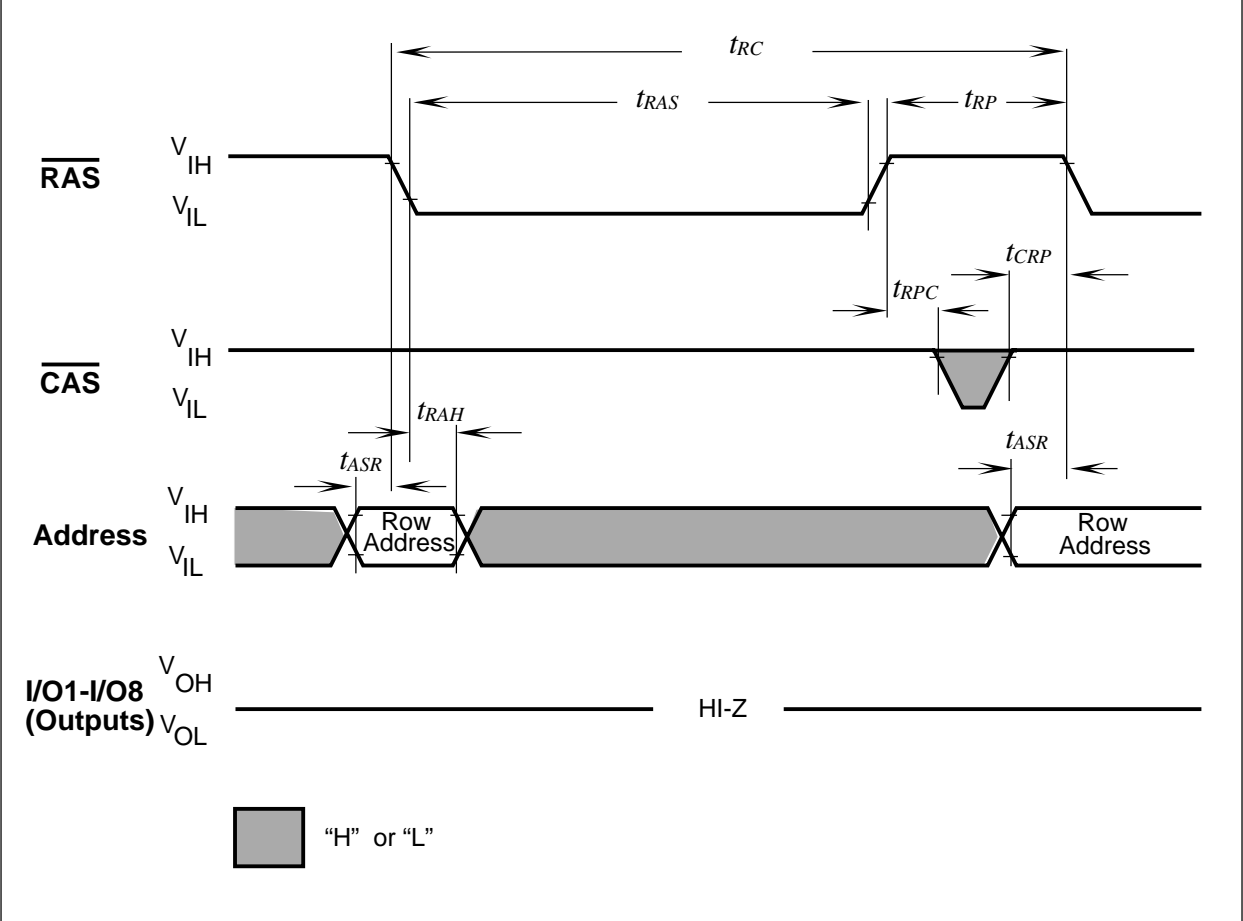 tRC
tRAS
tRP
RAS
VIH
VIL
tCRP
tRPC
CAS
VIH
VIL
tRAH
tASR
tASR
Address
VIH
VIL
Row
Address
Row
Address
I/O1-I/O8
(Outputs)
VOH
VOL
HI-Z
“H” or “L”